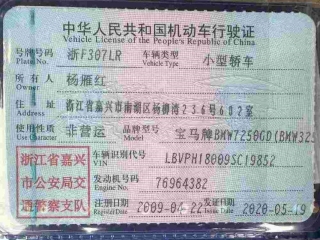 中华人民共和国机动车行驶证
Vehicle License of the People's Republic of China
号牌号码 浙FF307LR 车辆类型 小型轿车
Plate No. Vehicle Type
所有人 杨雁红
Owner
住址 浙江省嘉兴市南湖区杨柳湾236号602室
Address
使用性质 非营运 品牌型号 宝马牌BMW7250GD(BMW325
Use Character Model
浙江省嘉兴
市公安局交
通警察支队
车辆识别代号 LBVPH18009SC19852
VIN
发动机号码 76964382
Engine No.
注册日期 2009-04-22 发证日期 2020-05-19
Register Date Issue Date